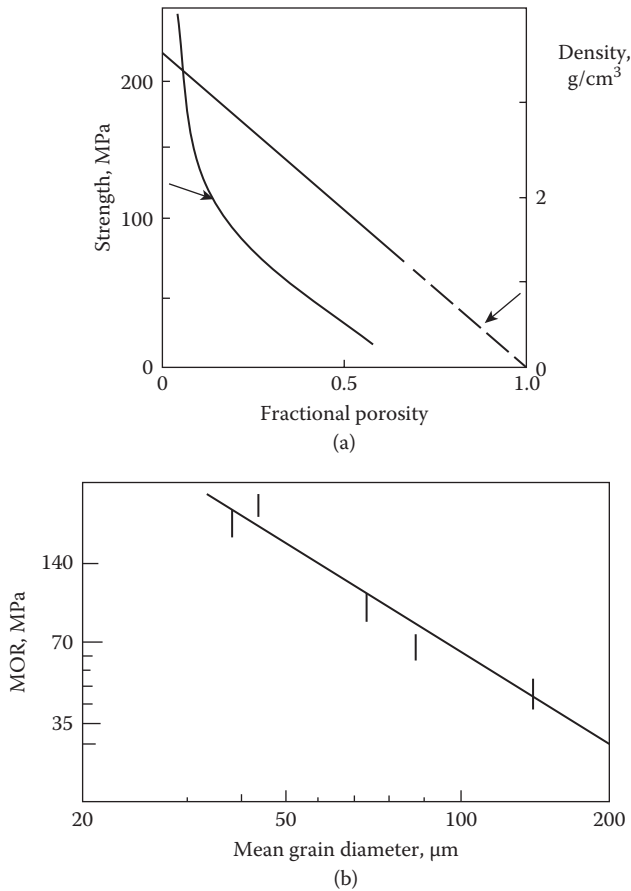 Density,
g/cm3
200
Strength, MPa
100
2
0
0
0
0.5
1.0
Fractional porosity
(a)
140
MOR, MPa
70
35
20
50
100
200
Mean grain diameter, μm
(b)